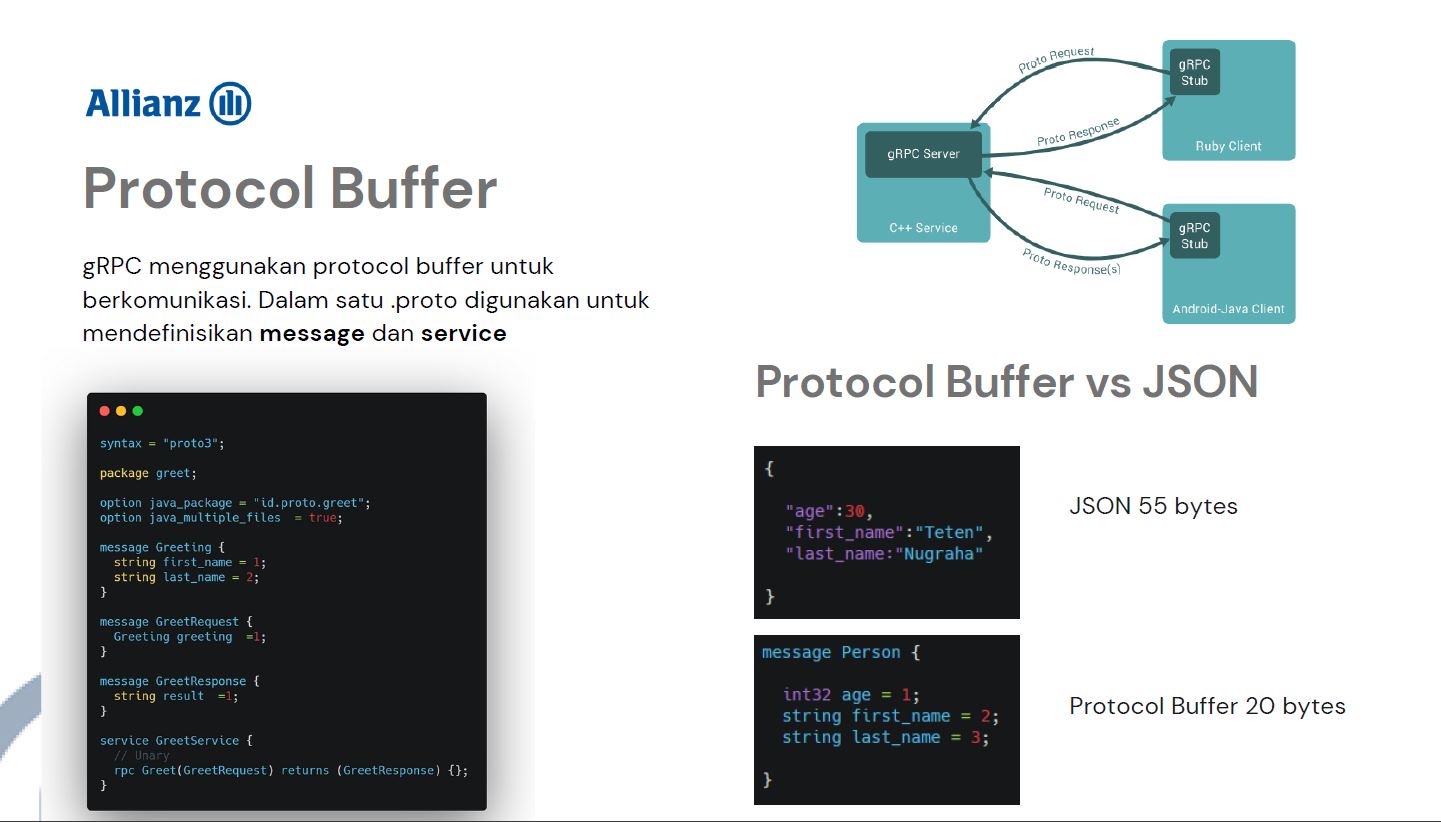 Allianz
Protocol Buffer
gRPC menggunakan protocol buffer untuk
berkomunikasi. Dalam satu .proto digunakan untuk
mendefinisikan message dan service
syntax = "proto3";
package greet;
option java_package = "id.proto.greet";
option java_multiple_files  = true;
message Greeting {
  string first_name = 1;
  string last_name = 2;
}
message GreetRequest {
  Greeting greeting  =1;
}
message GreetResponse {
  string result  =1;
}
service GreetService {
  // Unary
  rpc Greet(GreetRequest) returns (GreetResponse) {};
}
Proto Request
gRPC
Stub
Ruby Client
Proto Response
gRPC Server
C++ Service
Proto Request
gRPC
Stub
Proto Response(s)
Android-Java Client
Protocol Buffer vs JSON
{
  "age":30,
  "first_name":"Teten",
  "last_name:"Nugraha"
}
JSON 55 bytes
message Person {
  int32 age = 1;
  string first_name = 2;
  string last_name = 3;
}
Protocol Buffer 20 bytes